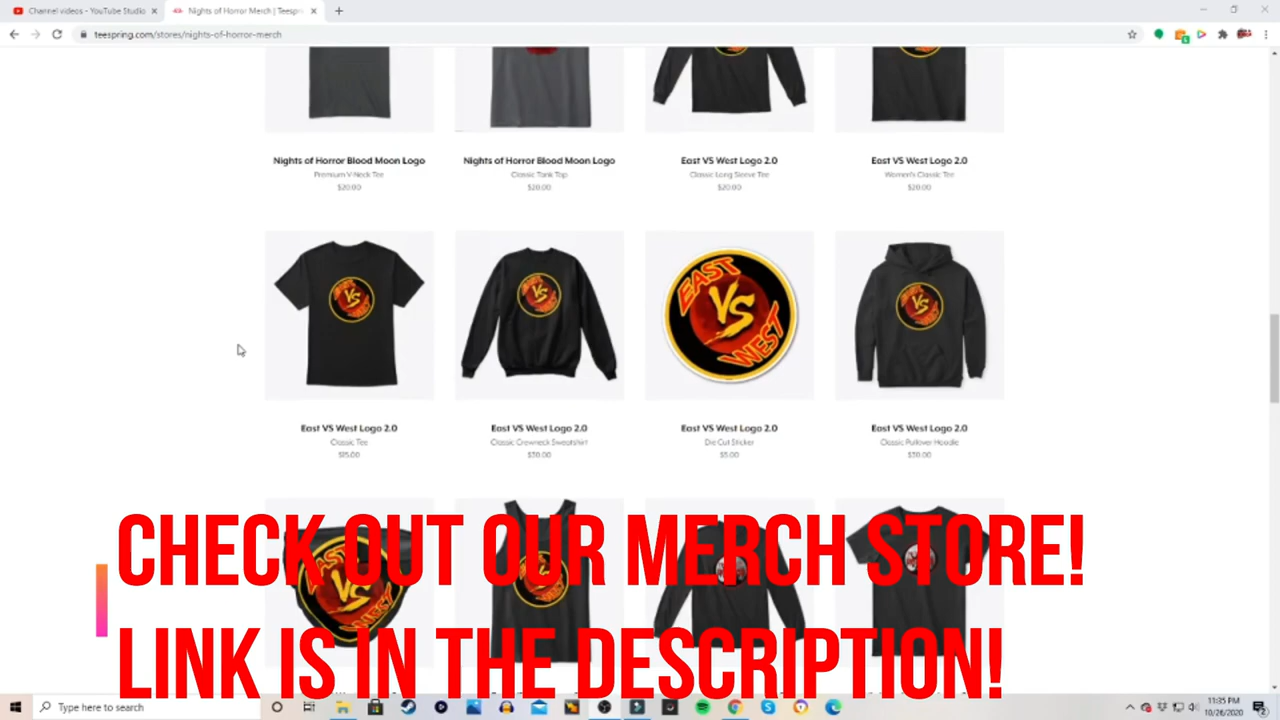 Channel videos - YouTube Studio
Nights of Horror Merch | Teespri
teespring.com/stores/nights-of-horror-merch
Nights of Horror Blood Moon Logo
Premium V-Neck Tee
$20.00
Nights of Horror Blood Moon Logo
Classic Tank Top
$20.00
East VS West Logo 2.0
Classic Long Sleeve Tee
$20.00
East VS West Logo 2.0
Women's Classic Tee
$20.00
EAST
VS
WEST
East VS West Logo 2.0
Classic Tee
$15.00
East VS West Logo 2.0
Classic Crewneck Sweatshirt
$30.00
East VS West Logo 2.0
Die Cut Sticker
$5.00
East VS West Logo 2.0
Classic Pullover Hoodie
$30.00
CHECK OUT OUR MERCH STORE!
LINK IS IN THE DESCRIPTION!
Type here to search
11:35 PM
10/26/2020